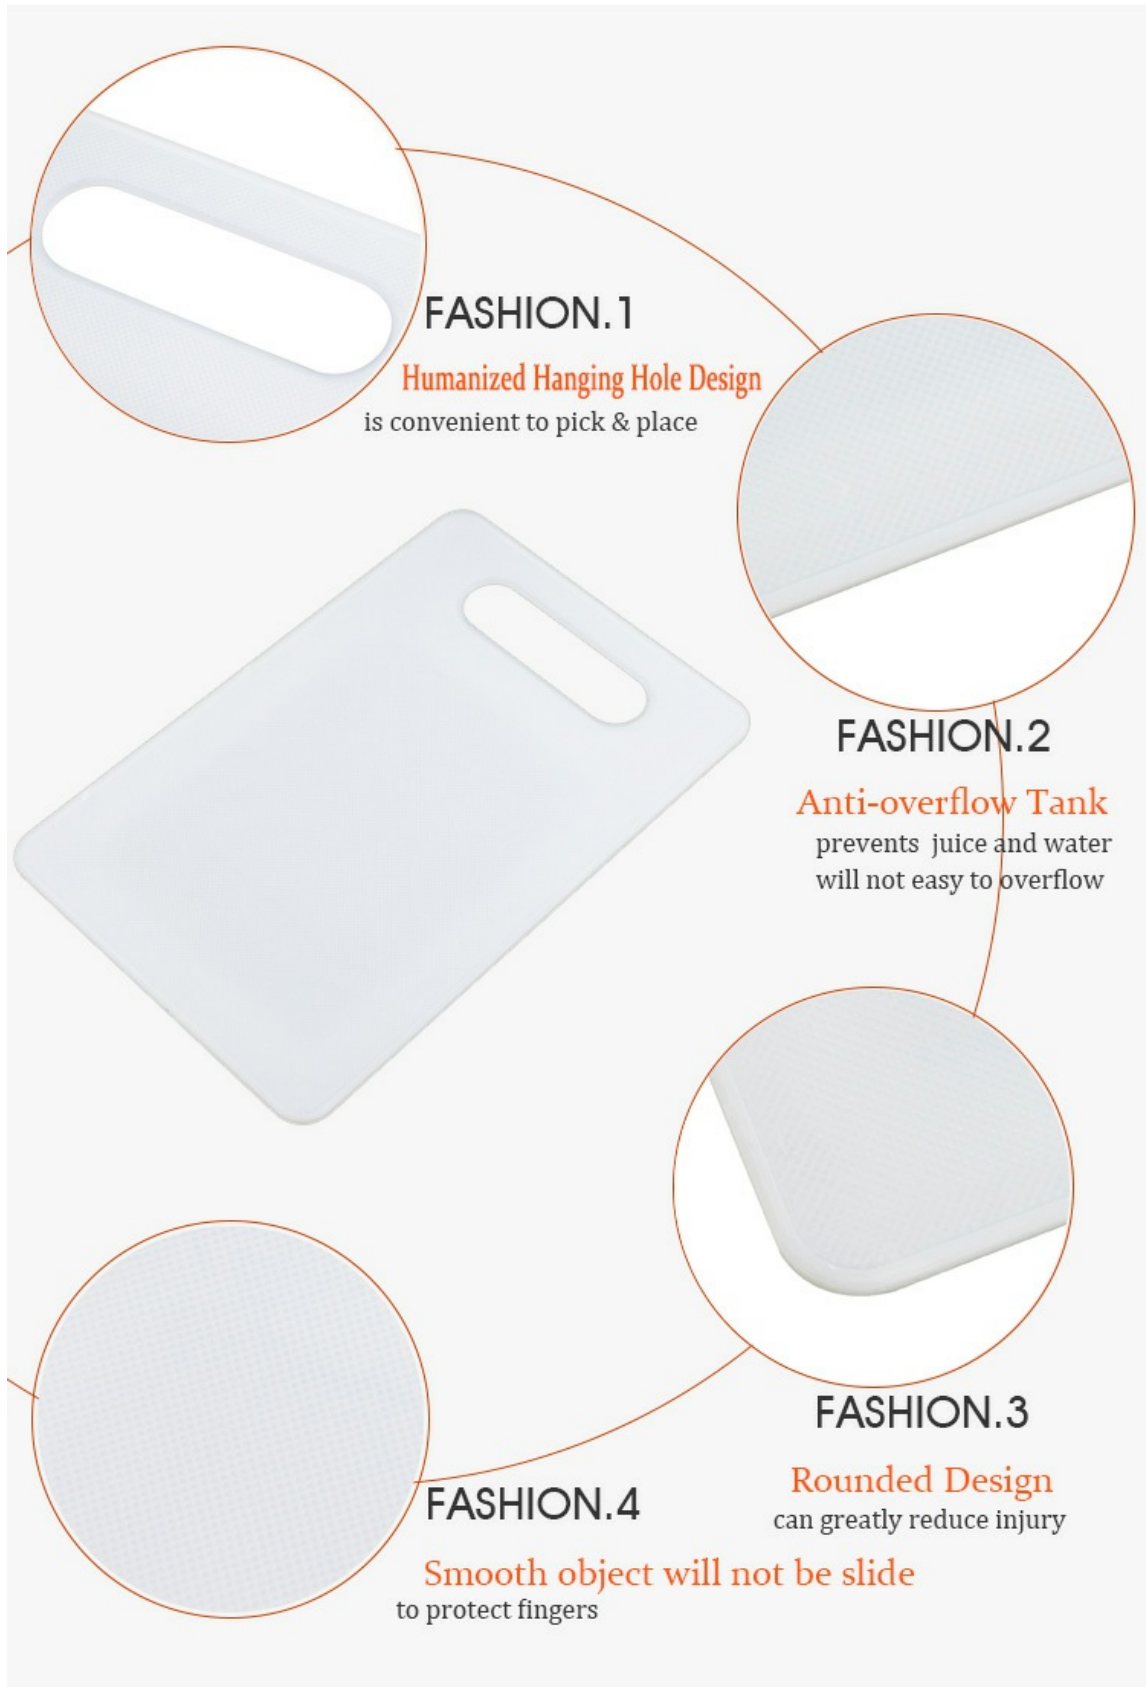 FASHION.1
Humanized Hanging Hole Design
is convenient to pick & place
FASHION.2
Anti-overflow Tank
prevents juice and water
will not easy to overflow
FASHION.3
Rounded Design
can greatly reduce injury
FASHION.4
Smooth object will not be slide
to protect fingers